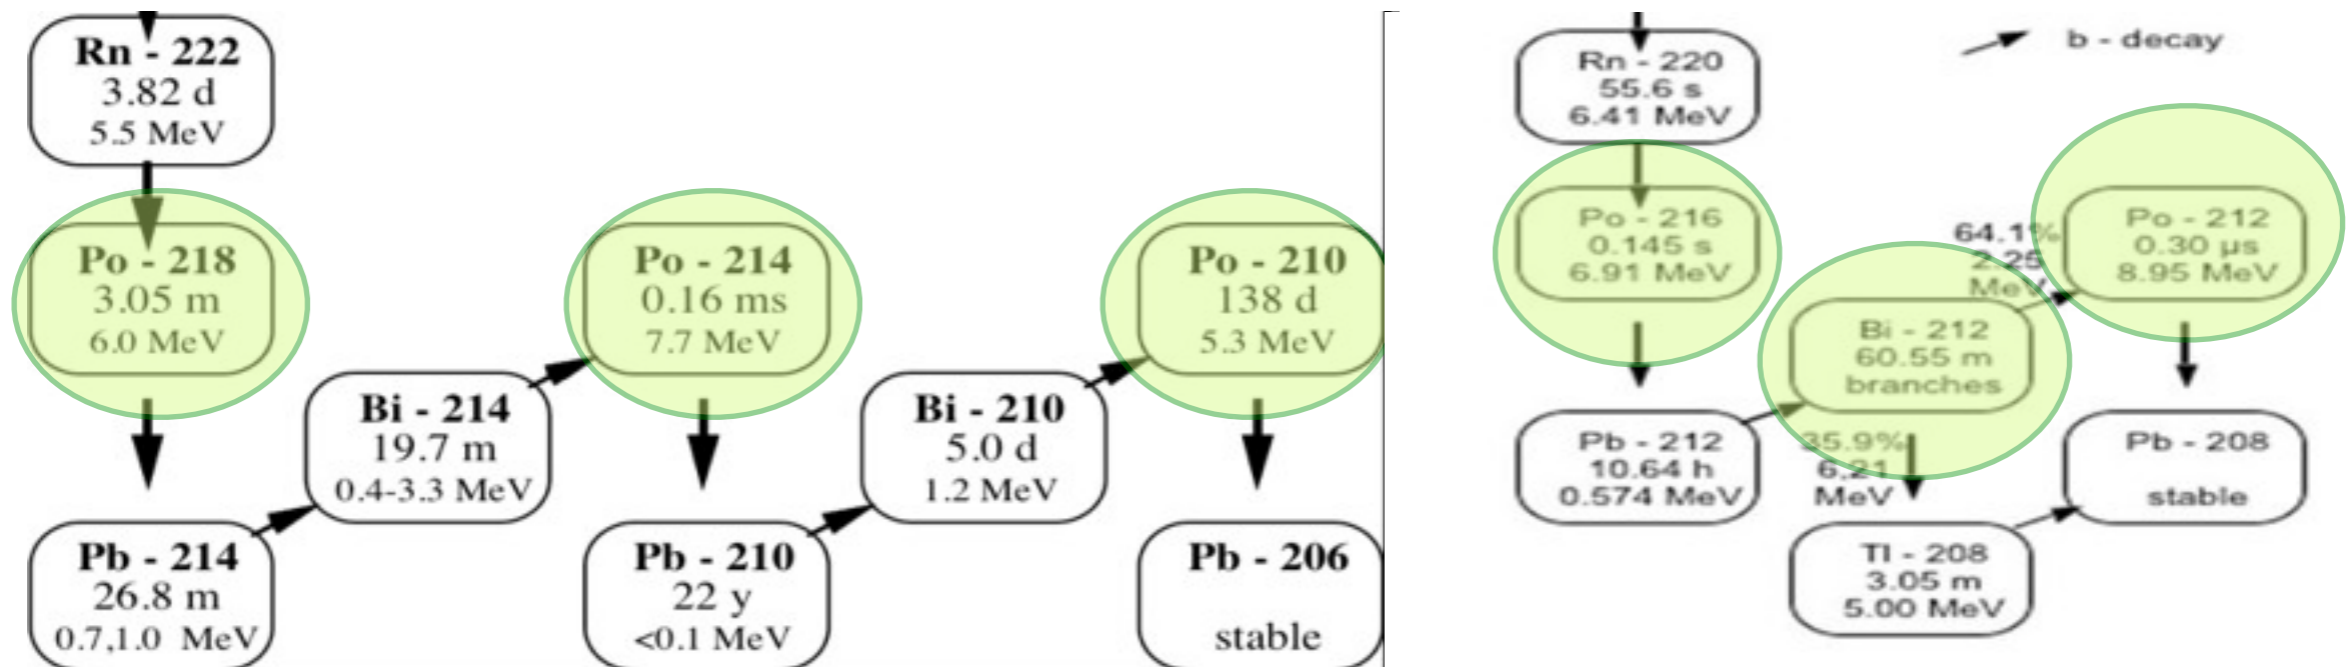 Rn - 222
3.82 d
5.5 MeV
Po - 218
3.05 m
6.0 MeV
Pb - 214
26.8 m
0.7,1.0 MeV
Bi - 214
19.7 m
0.4-3.3 MeV
Po - 214
0.16 ms
7.7 MeV
Pb - 210
22 y
<0.1 MeV
Bi - 210
5.0 d
1.2 MeV
Po - 210
138 d
5.3 MeV
Pb - 206
stable
b - decay
Rn - 220
55.6 s
6.41 MeV
Po - 216
0.145 s
6.91 MeV
Pb - 212
10.64 h
0.574 MeV
Bi - 212
60.55 m
branches
64.1%
2.25
MeV
35.9%
6.21
MeV
Po - 212
0.30 µs
8.95 MeV
Tl - 208
3.05 m
5.00 MeV
Pb - 208
stable